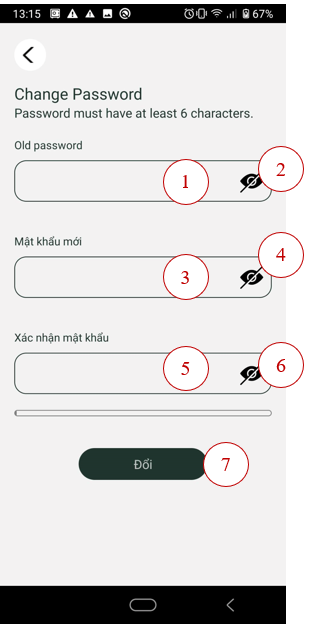 13:15 67%
Change Password
Password must have at least 6 characters.
Old password
1 2
Mật khẩu mới
3 4
Xác nhận mật khẩu
5 6
Đổi 7